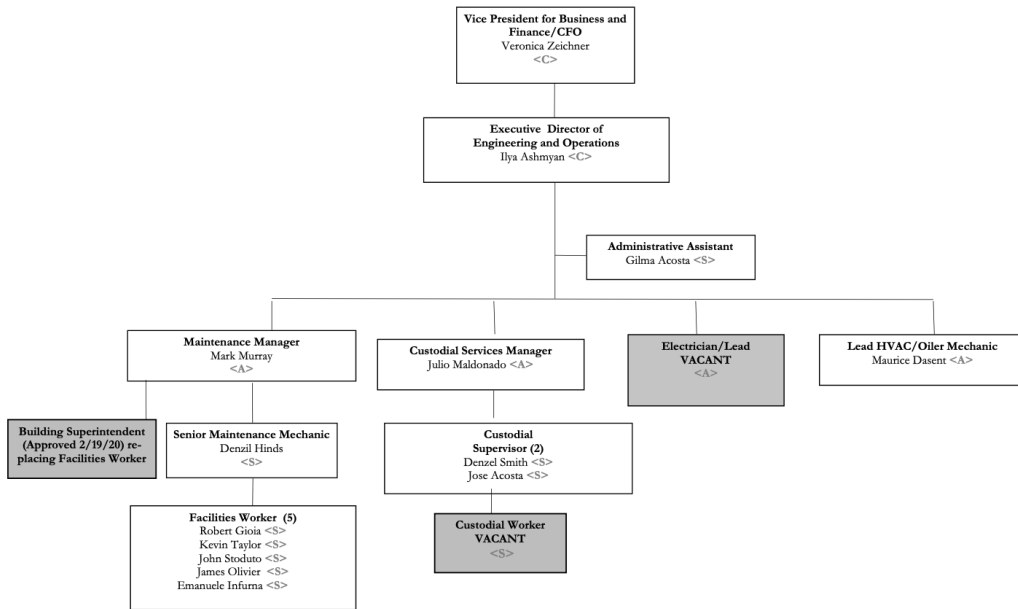 Vice President for Business and
Finance/CFO
Veronica Zeichner
<C>
Executive Director of
Engineering and Operations
Ilya Ashmyan <C>
Administrative Assistant
Gilma Acosta <S>
Maintenance Manager
Mark Murray
<A>
Custodial Services Manager
Julio Maldonado <A>
Electrician/Lead
VACANT
<A>
Lead HVAC/Oiler Mechanic
Maurice Dasent <A>
Building Superintendent
(Approved 2/19/20) re-
placing Facilities Worker
Senior Maintenance Mechanic
Denzil Hinds
<S>
Custodial
Supervisor (2)
Denzel Smith <S>
Jose Acosta <S>
Facilities Worker (5)
Robert Gioia <S>
Kevin Taylor <S>
John Stoduto <S>
James Olivier <S>
Emanuele Infurna <S>
Custodial Worker
VACANT
<S>